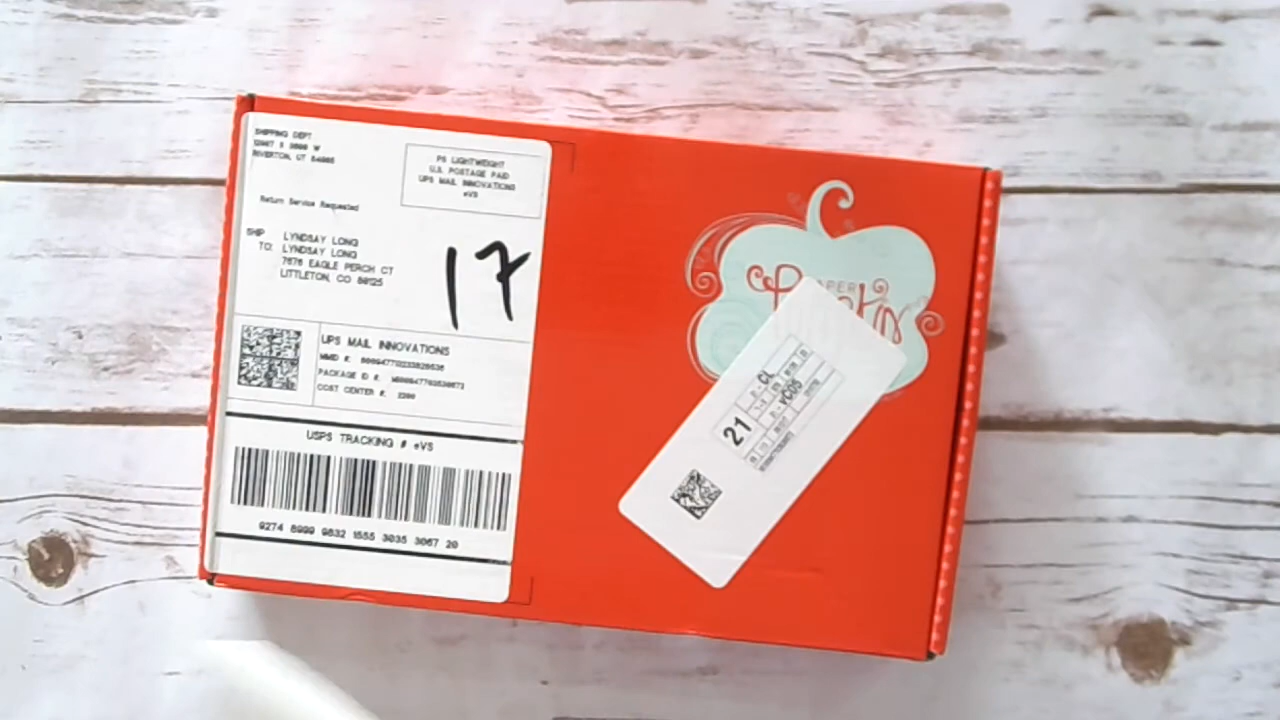 SHIPPING DEPT
RIVERTON, UT
Return Service Requested
PS LIGHTWEIGHT
U.S. POSTAGE PAID
UPS MAIL INNOVATIONS
eVS
SHIP TO:
LYNDSAY LONG
LYNDSAY LONG
7676 EAGLE PERCH CT
LITTLETON, CO 80125
17
UPS MAIL INNOVATIONS
MMID #:
PACKAGE ID #:
COST CENTER #:
USPS TRACKING # eVS
9274 8999 9832 1555 3035 3067 20
21